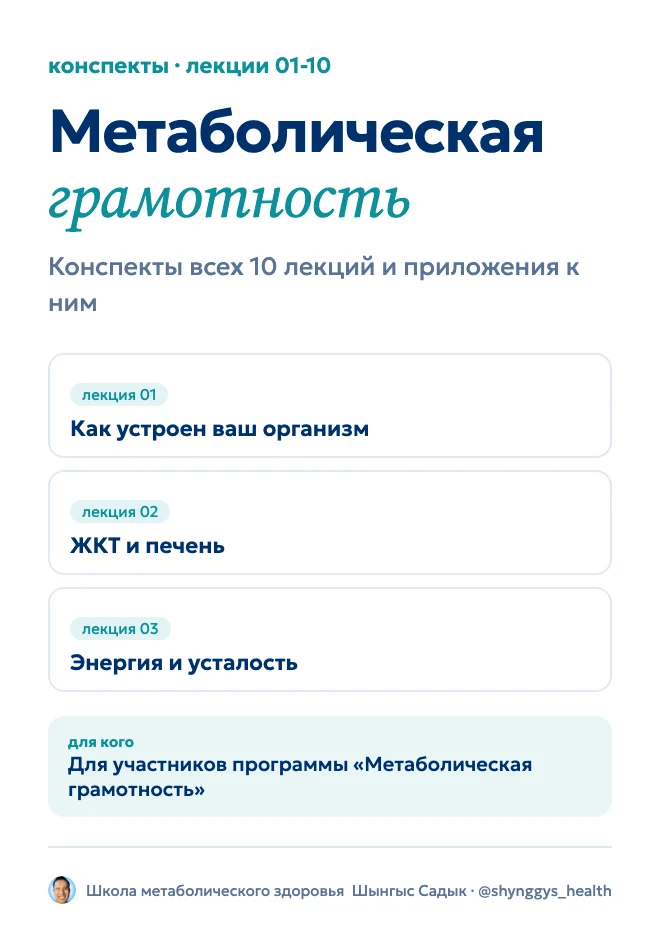 конспекты · лекции 01-10
Метаболическая
грамотность
Конспекты всех 10 лекций и приложения к
ним
лекция 01
Как устроен ваш организм
лекция 02
ЖКТ и печень
лекция 03
Энергия и усталость
для кого
Для участников программы «Метаболическая
грамотность»
Школа метаболического здоровья Шынгыс Садык · @shynggys_health